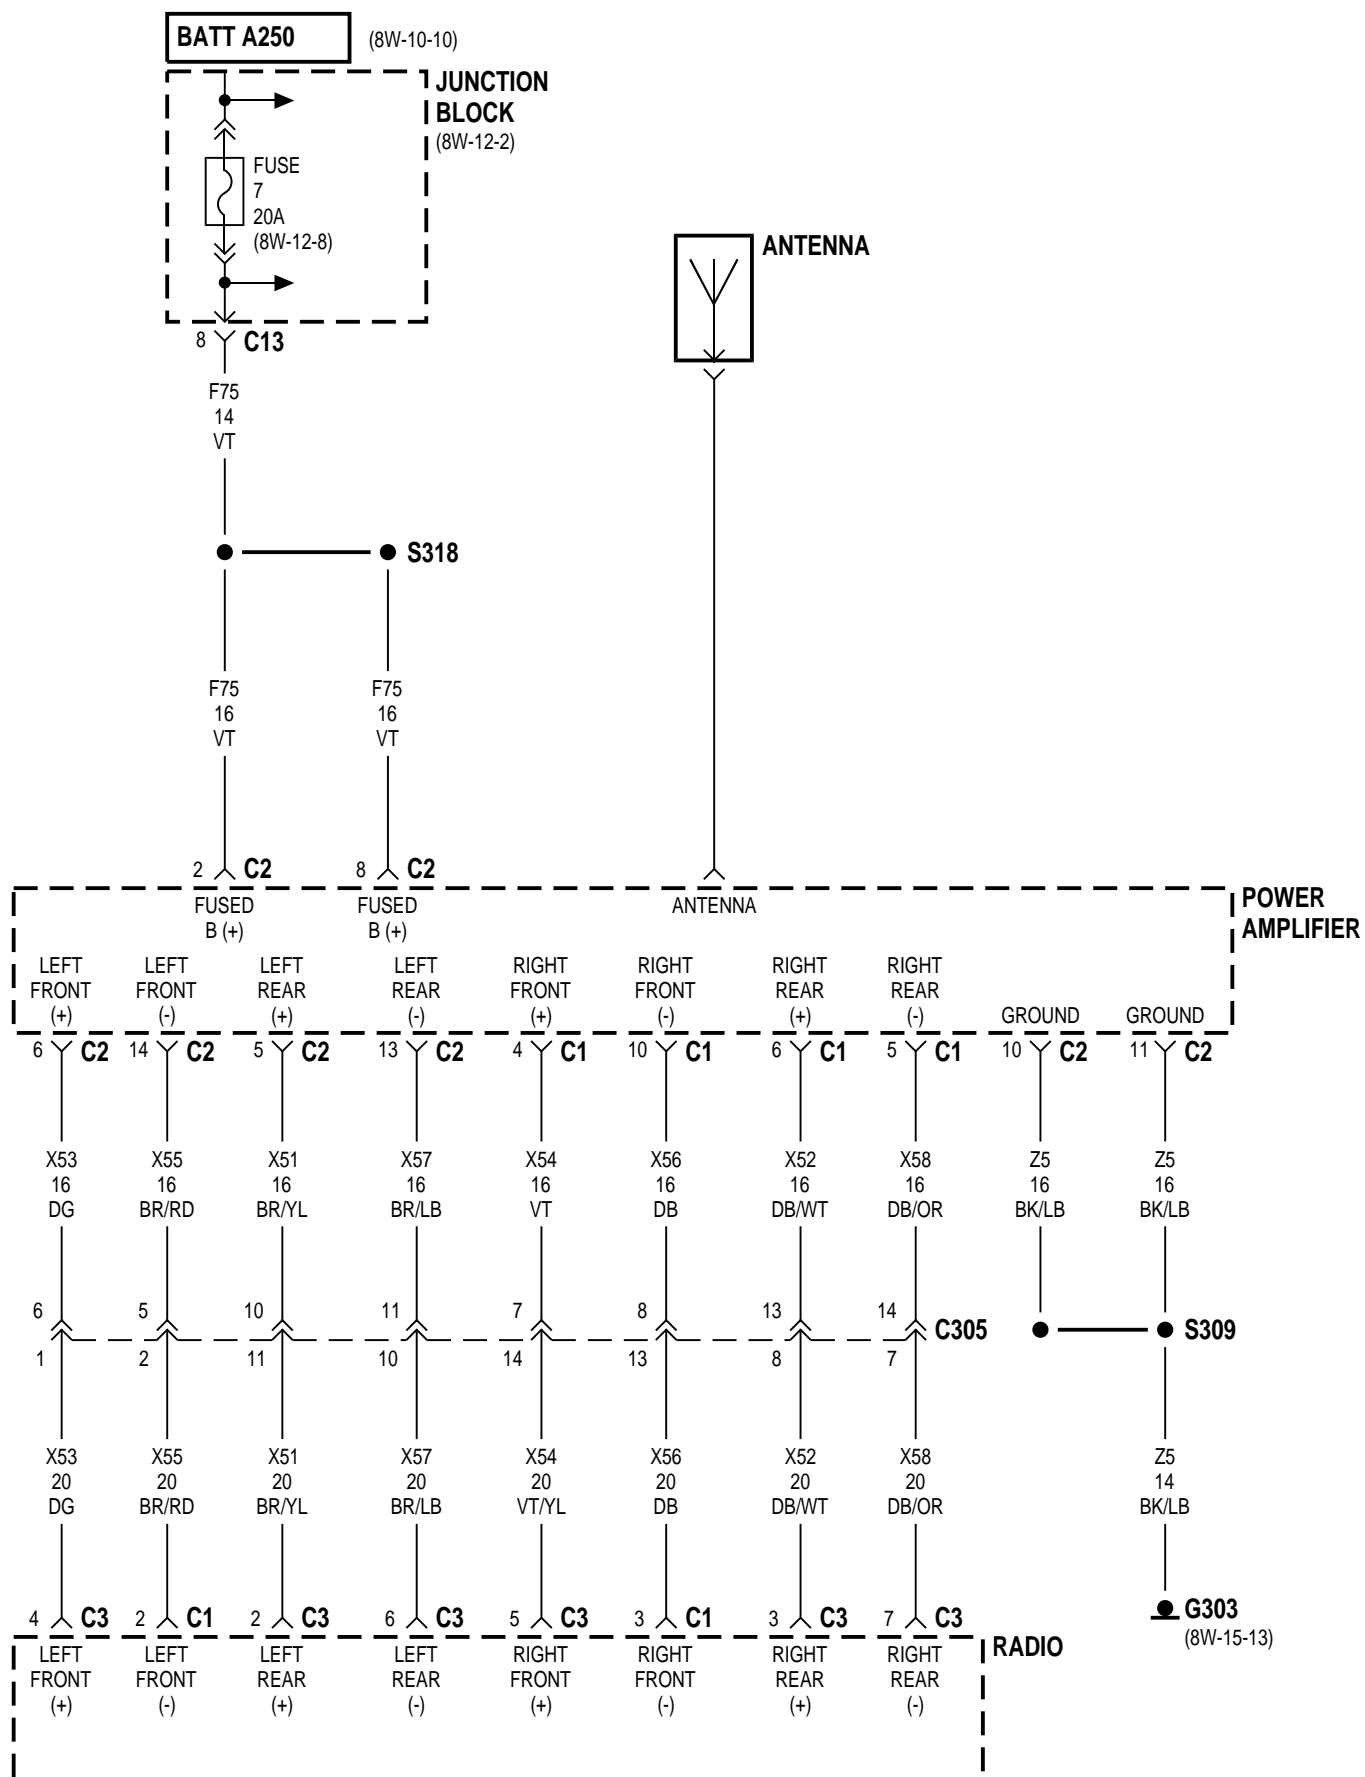 BATT A250 (8W-10-10)
JUNCTION
BLOCK
(8W-12-2)
FUSE
7
20A
(8W-12-8)
ANTENNA
8 C13
F75
14
VT
S318
F75 F75
16 16
VT VT
2 C2 8 C2
POWER
AMPLIFIER
FUSED FUSED ANTENNA
B (+) B (+)
LEFT LEFT LEFT LEFT RIGHT RIGHT RIGHT RIGHT
FRONT FRONT REAR REAR FRONT FRONT REAR REAR
(+) (-) (+) (-) (+) (-) (+) (-) GROUND GROUND
6 C2 14 C2 5 C2 13 C2 4 C1 10 C1 6 C1 5 C1 10 C2 11 C2
X53 X55 X51 X57 X54 X56 X52 X58 Z5 Z5
16 16 16 16 16 16 16 16 16 16
DG BR/RD BR/YL BR/LB VT DB DB/WT DB/OR BK/LB BK/LB
6 5 10 11 7 8 13 14
C305 S309
1 2 11 10 14 13 8 7
X53 X55 X51 X57 X54 X56 X52 X58 Z5
20 20 20 20 20 20 20 20 14
DG BR/RD BR/YL BR/LB VT/YL DB DB/WT DB/OR BK/LB
4 C3 2 C1 2 C3 6 C3 5 C3 3 C1 3 C3 7 C3 G303
(8W-15-13)
RADIO
LEFT LEFT LEFT LEFT RIGHT RIGHT RIGHT RIGHT
FRONT FRONT REAR REAR FRONT FRONT REAR REAR
(+) (-) (+) (-) (+) (-) (+) (-)